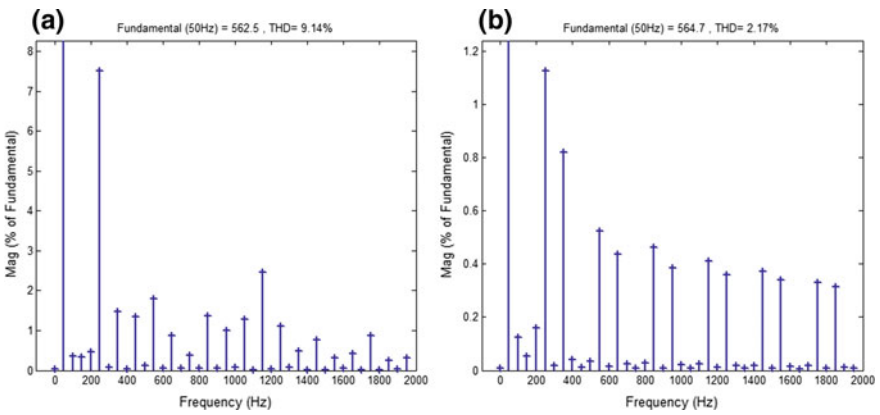 (a)
Fundamental (50Hz) = 562.5 , THD= 9.14%
8
7
6
5
4
3
2
1
0
Mag (% of Fundamental)
0 200 400 600 800 1000 1200 1400 1600 1800 2000
Frequency (Hz)
(b)
Fundamental (50Hz) = 564.7 , THD= 2.17%
1.2
1
0.8
0.6
0.4
0.2
0
Mag (% of Fundamental)
0 200 400 600 800 1000 1200 1400 1600 1800 2000
Frequency (Hz)